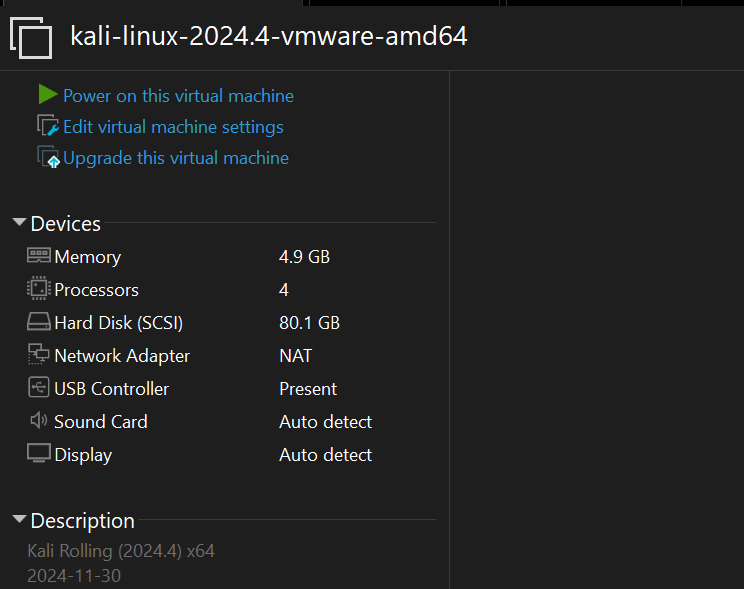 kali-linux-2024.4-vmware-amd64
Power on this virtual machine
Edit virtual machine settings
Upgrade this virtual machine
Devices
Memory 4.9 GB
Processors 4
Hard Disk (SCSI) 80.1 GB
Network Adapter NAT
USB Controller Present
Sound Card Auto detect
Display Auto detect
Description
Kali Rolling (2024.4) x64
2024-11-30